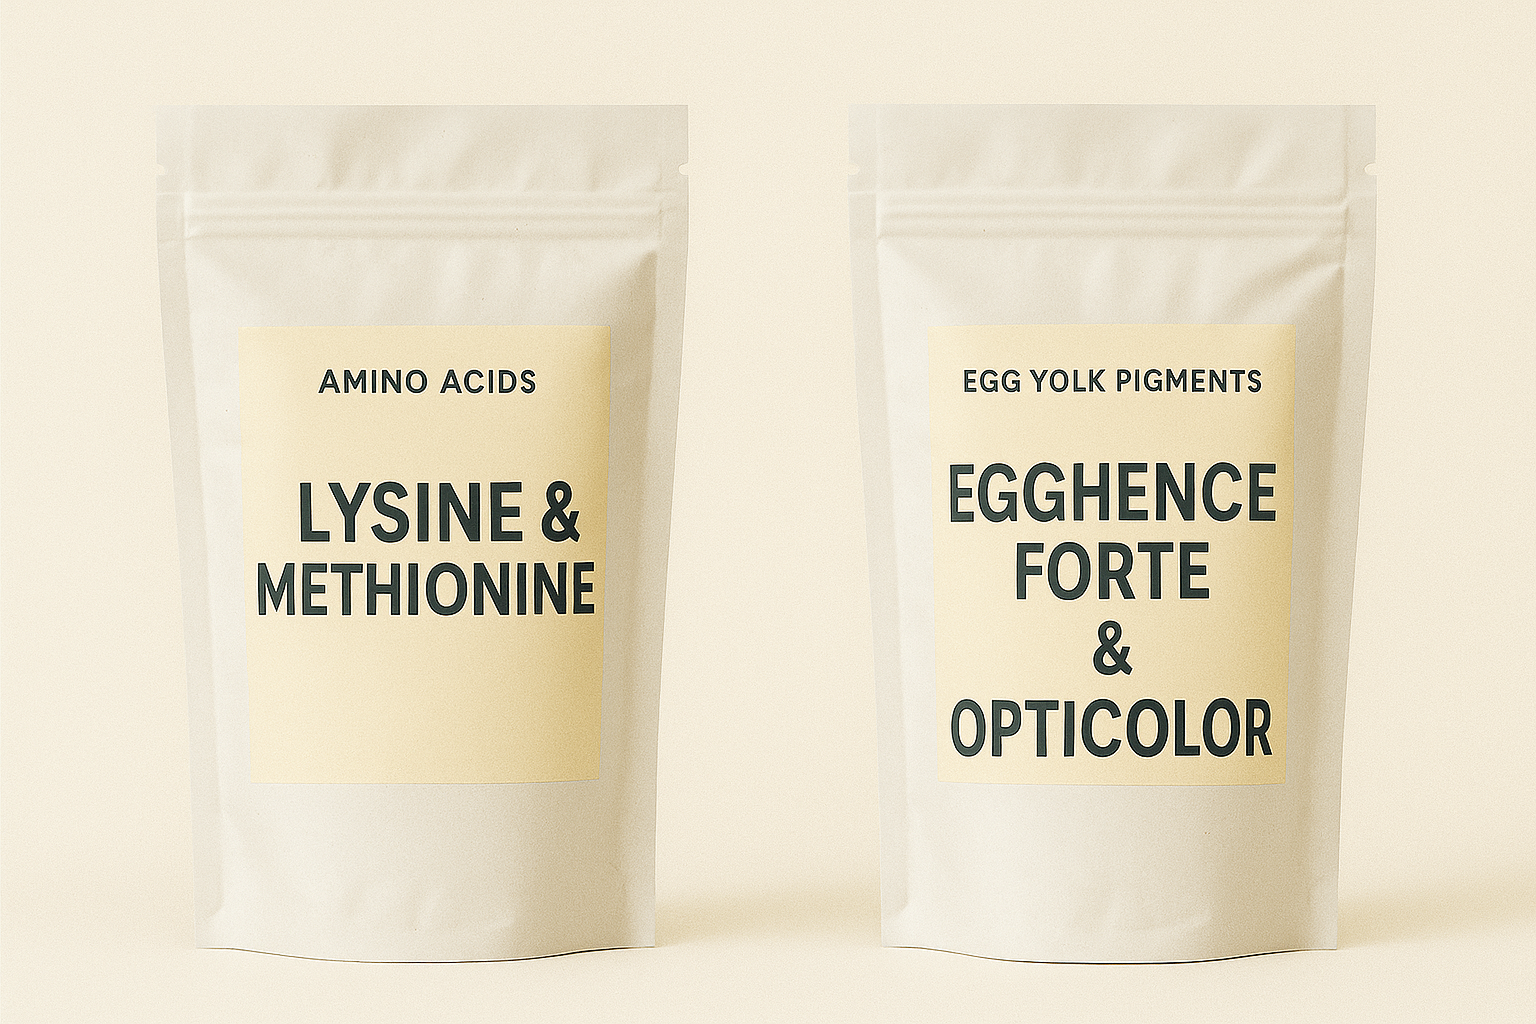 AMINO ACIDS
LYSINE &
METHIONINE
EGG YOLK PIGMENTS
EGGHENCE
FORTE
&
OPTICOLOR